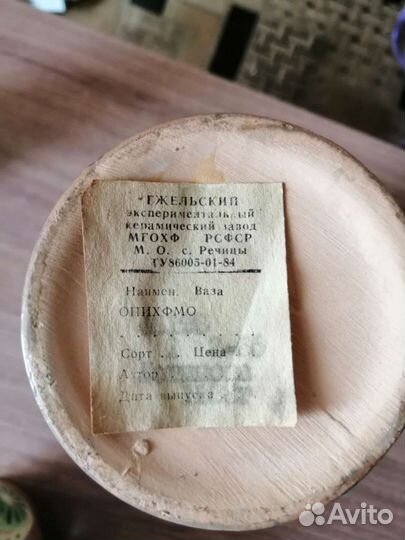 ГЖЕЛЬСКИЙ
экспериментальный
керамический завод
МГОХФ РСФСР
М. О. с. Речицы
ТУ86005-01-84
Наимен. Ваза
ОПИХФМО
. . . . . . . . . .
Сорт . . . Цена
Автор
Дата выпуска
Avito